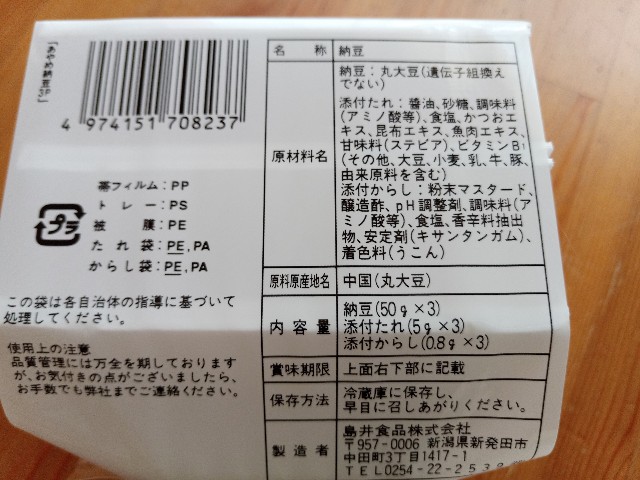 「あやめ納豆SP」
4 974151 708237
帯フィルム：PP
トレー：PS
被膜：PE
たれ袋：PE,PA
からし袋：PE,PA
プラ
この袋は各自治体の指導に基づいて
処理してください。
使用上の注意
品質管理には万全を期しております
が、お気付きの点がございましたら、
お手数でも弊社までご連絡ください。
名称 納豆
原材料名
納豆：丸大豆(遺伝子組換え
でない)
添付たれ：醤油、砂糖、調味料
(アミノ酸等)、食塩、かつおエ
キス、昆布エキス、魚肉エキス、
甘味料(ステビア)、ビタミンB1
(その他、大豆、小麦、乳、牛、豚、
由来原料を含む)
添付からし：粉末マスタード、
醸造酢、pH調整剤、調味料(ア
ミノ酸等)、食塩、香辛料抽出
物、安定剤(キサンタンガム)、
着色料(うこん)
原料原産地名 中国(丸大豆)
内容量
納豆(50g×3)
添付たれ(5g×3)
添付からし(0.8g×3)
賞味期限 上面右下部に記載
保存方法
冷蔵庫に保存し、
早目に召しあがりください。
製造者
島井食品株式会社
〒957-0006 新潟県新発田市
中田町3丁目1417-1
TEL0254-22-253